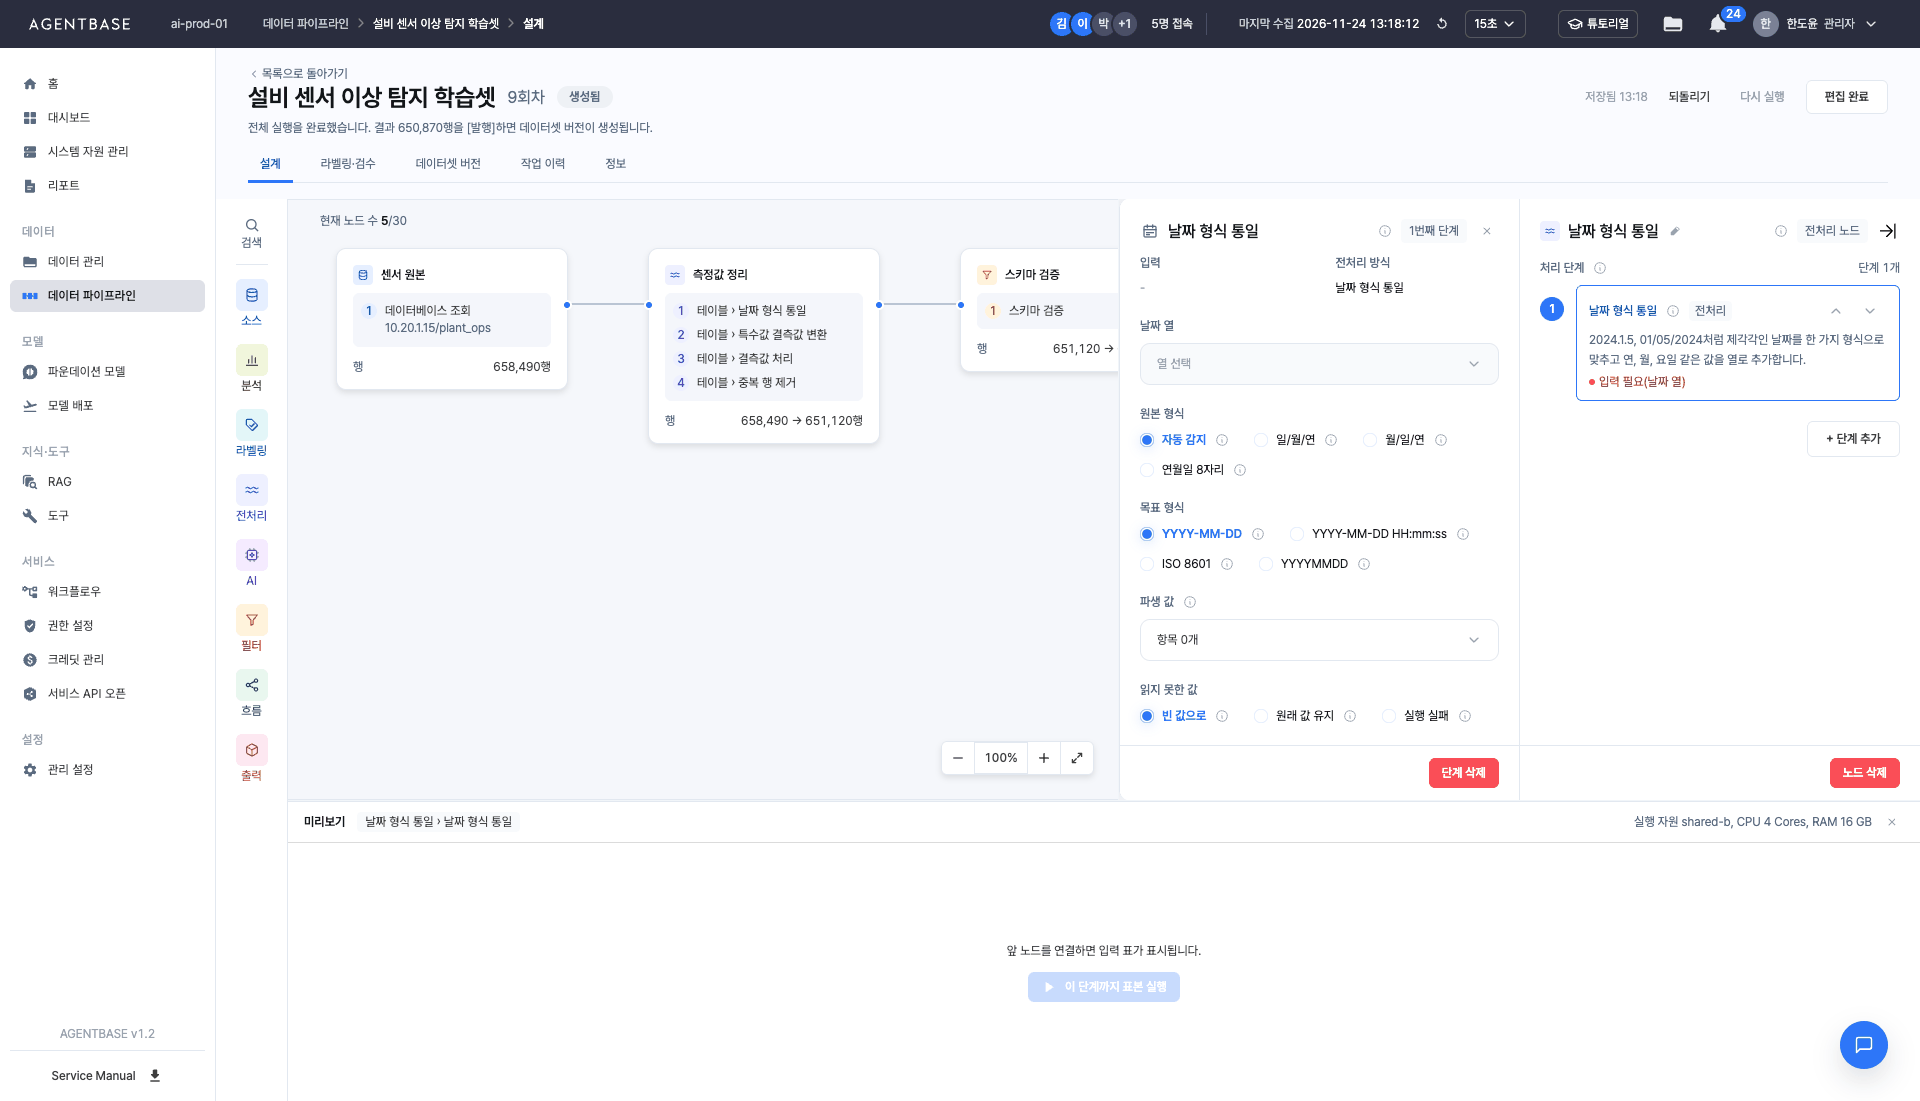 AGENTBASE
ai-prod-01
데이터 파이프라인 > 설비 센서 이상 탐지 학습셋 > 설계
김 이 박 +1 5명 접속
마지막 수집 2026-11-24 13:18:12
15초
튜토리얼
24
한 한도윤 관리자
홈
대시보드
시스템 자원 관리
리포트
데이터
데이터 관리
데이터 파이프라인
모델
파운데이션 모델
모델 배포
지식·도구
RAG
도구
서비스
워크플로우
권한 설정
크레딧 관리
서비스 API 오픈
설정
관리 설정
AGENTBASE v1.2
Service Manual
목록으로 돌아가기
설비 센서 이상 탐지 학습셋 9회차 생성됨
전체 실행을 완료했습니다. 결과 650,870행을 [발행]하면 데이터셋 버전이 생성됩니다.
저장됨 13:18 되돌리기 다시 실행 편집 완료
설계 라벨링·검수 데이터셋 버전 작업 이력 정보
검색
소스
분석
라벨링
전처리
AI
필터
흐름
출력
현재 노드 수 5/30
센서 원본
1 데이터베이스 조회
10.20.1.15/plant_ops
행 658,490행
측정값 정리
1 테이블 › 날짜 형식 통일
2 테이블 › 특수값 결측값 변환
3 테이블 › 결측값 처리
4 테이블 › 중복 행 제거
행 658,490 → 651,120행
스키마 검증
1 스키마 검증
행 651,120 →
100%
날짜 형식 통일 1번째 단계
입력 전처리 방식
- 날짜 형식 통일
날짜 열
열 선택
원본 형식
자동 감지 일/월/연 월/일/연
연월일 8자리
목표 형식
YYYY-MM-DD YYYY-MM-DD HH:mm:ss
ISO 8601 YYYYMMDD
파생 값
항목 0개
읽지 못한 값
빈 값으로 원래 값 유지 실행 실패
단계 삭제
날짜 형식 통일 전처리 노드
처리 단계 단계 1개
1 날짜 형식 통일 전처리
2024.1.5, 01/05/2024처럼 제각각인 날짜를 한 가지 형식으로
맞추고 연, 월, 요일 같은 값을 열로 추가합니다.
입력 필요(날짜 열)
+ 단계 추가
노드 삭제
미리보기 날짜 형식 통일 › 날짜 형식 통일
실행 자원 shared-b, CPU 4 Cores, RAM 16 GB
앞 노드를 연결하면 입력 표가 표시됩니다.
이 단계까지 표본 실행